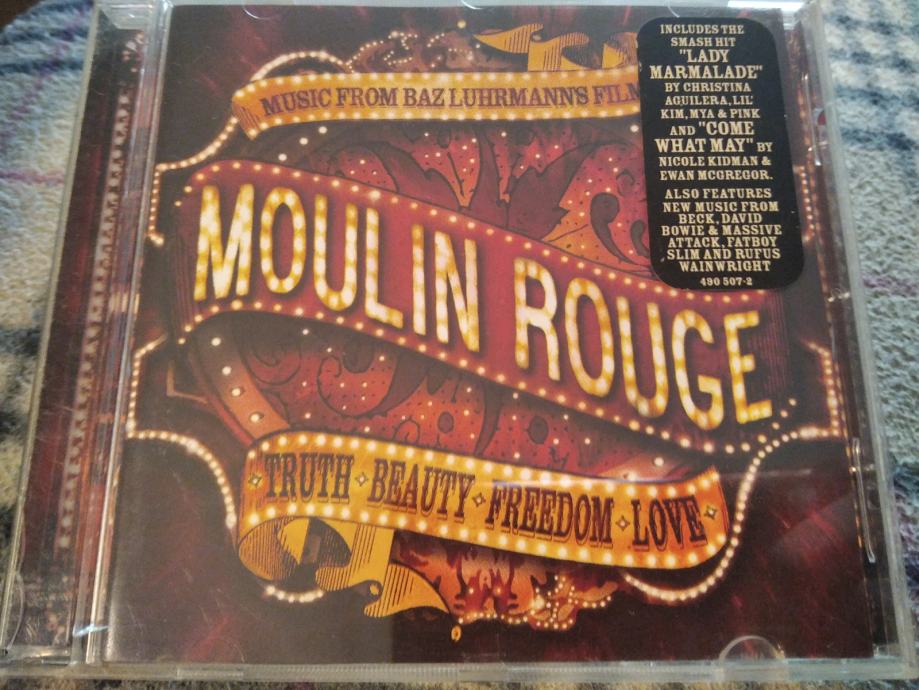 MUSIC FROM BAZ LUHRMANN'S FILM
MOULIN ROUGE
TRUTH · BEAUTY · FREEDOM · LOVE
INCLUDES THE
SMASH HIT
"LADY
MARMALADE"
BY CHRISTINA
AGUILERA, LIL'
KIM, MYA & PINK
AND "COME
WHAT MAY" BY
NICOLE KIDMAN &
EWAN MCGREGOR.
ALSO FEATURES
NEW MUSIC FROM
BECK, DAVID
BOWIE & MASSIVE
ATTACK, FATBOY
SLIM AND RUFUS
WAINWRIGHT
490 507-2